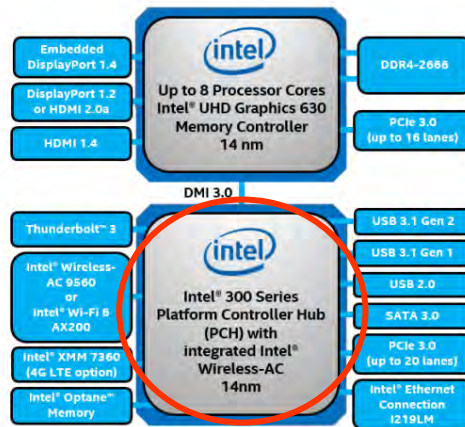 Embedded
DisplayPort 1.4
DisplayPort 1.2
or HDMI 2.0a
HDMI 1.4
intel
Up to 8 Processor Cores
Intel® UHD Graphics 630
Memory Controller
14 nm
DDR4-2666
PCIe 3.0
(up to 16 lanes)
DMI 3.0
Thunderbolt™ 3
Intel® Wireless-
AC 9560
or
Intel® Wi-Fi 6
AX200
Intel® XMM 7360
(4G LTE option)
Intel® Optane™
Memory
intel
Intel® 300 Series
Platform Controller Hub
(PCH) with
integrated Intel®
Wireless-AC
14nm
USB 3.1 Gen 2
USB 3.1 Gen 1
USB 2.0
SATA 3.0
PCIe 3.0
(up to 20 lanes)
Intel® Ethernet
Connection
I219LM